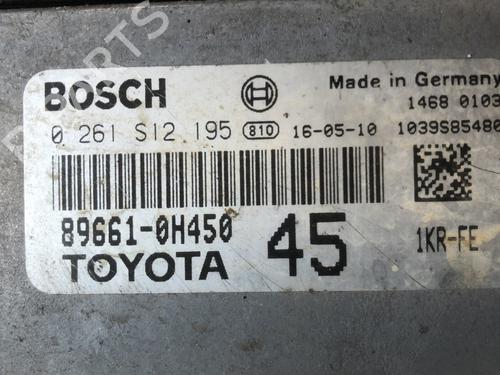 PARTS
BOSCH
Made in Germany
1468 0103
0 261 S12 195 810 16-05-10 1039S85480
89661-0H450
45
1KR-FE
TOYOTA